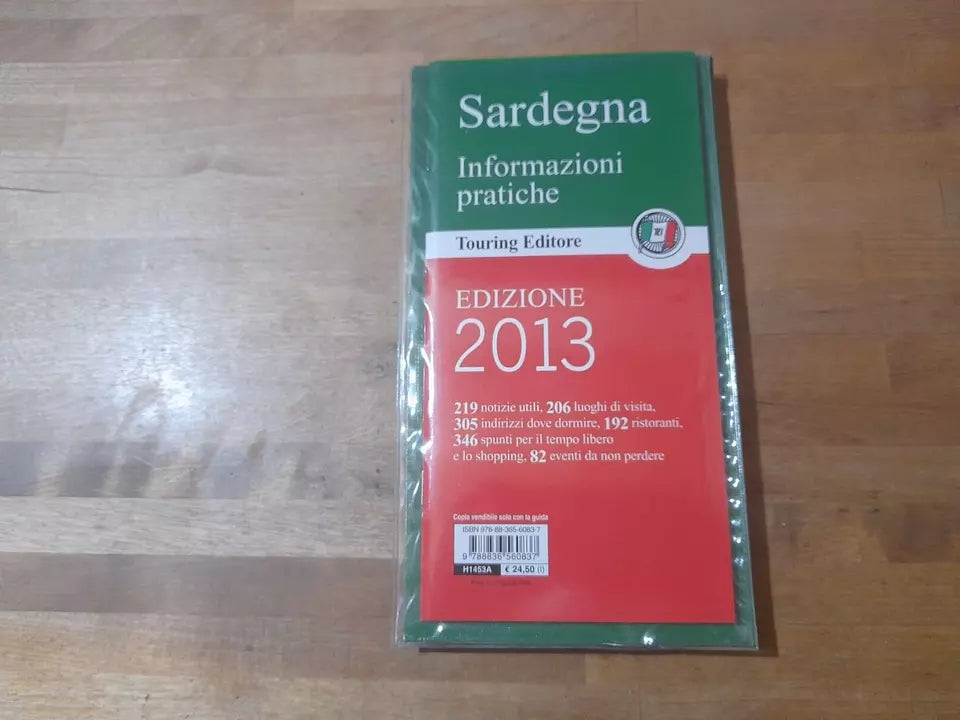 Sardegna
Informazioni
pratiche
Touring Editore
TCI
EDIZIONE
2013
219 notizie utili, 206 luoghi di visita,
305 indirizzi dove dormire, 192 ristoranti,
346 spunti per il tempo libero
e lo shopping, 82 eventi da non perdere
Copia vendibile solo con la guida
ISBN 978-88-365-6083-7
9 788836 560837
H1453A € 24,50 (I)